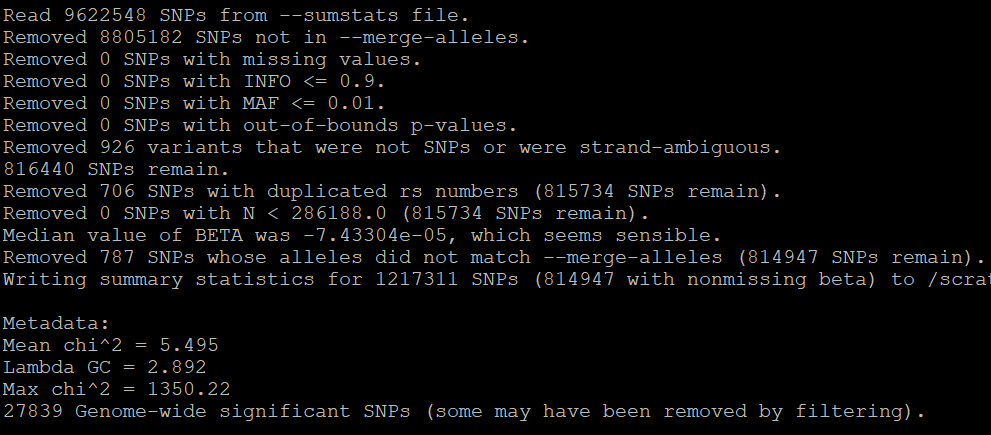 Read 9622548 SNPs from --sumstats file.
Removed 8805182 SNPs not in --merge-alleles.
Removed 0 SNPs with missing values.
Removed 0 SNPs with INFO <= 0.9.
Removed 0 SNPs with MAF <= 0.01.
Removed 0 SNPs with out-of-bounds p-values.
Removed 926 variants that were not SNPs or were strand-ambiguous.
816440 SNPs remain.
Removed 706 SNPs with duplicated rs numbers (815734 SNPs remain).
Removed 0 SNPs with N < 286188.0 (815734 SNPs remain).
Median value of BETA was -7.43304e-05, which seems sensible.
Removed 787 SNPs whose alleles did not match --merge-alleles (814947 SNPs remain).
Writing summary statistics for 1217311 SNPs (814947 with nonmissing beta) to /scra
Metadata:
Mean chi^2 = 5.495
Lambda GC = 2.892
Max chi^2 = 1350.22
27839 Genome-wide significant SNPs (some may have been removed by filtering).